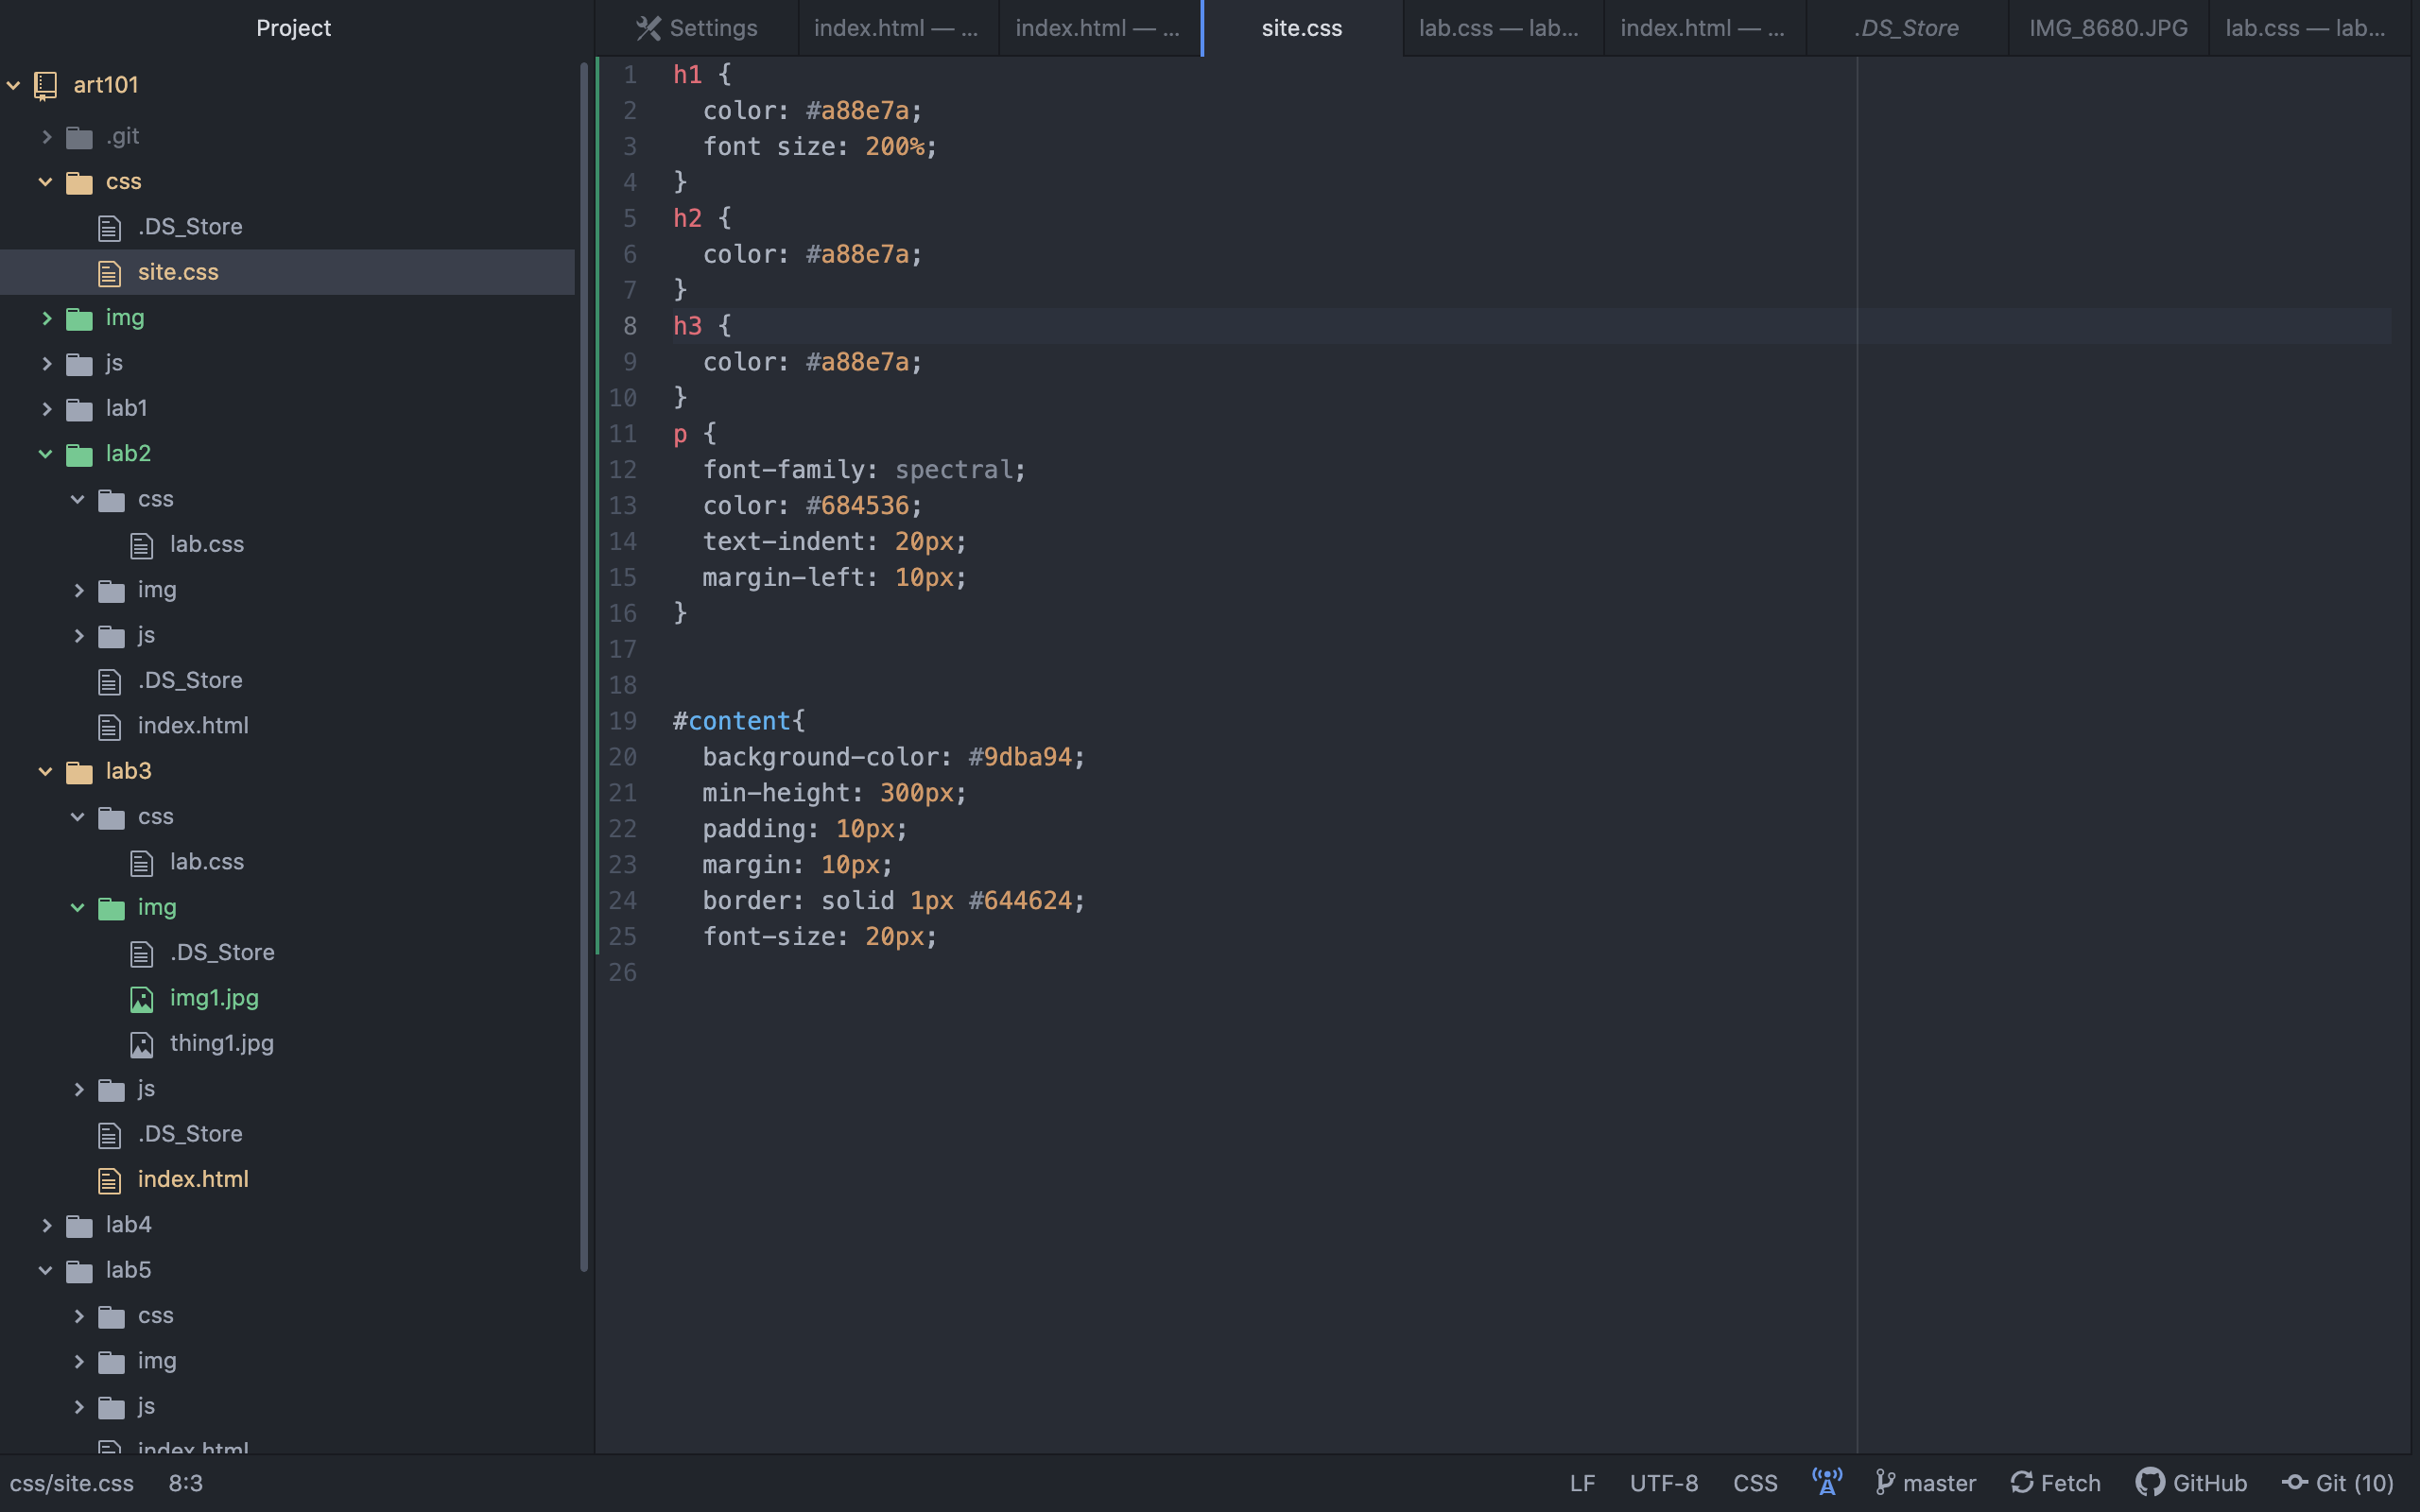 Project
art101
.git
css
.DS_Store
site.css
img
js
lab1
lab2
css
lab.css
img
js
.DS_Store
index.html
lab3
css
lab.css
img
.DS_Store
img1.jpg
thing1.jpg
js
.DS_Store
index.html
lab4
lab5
css
img
js
index.html
Settings index.html — ... index.html — ... site.css lab.css — lab... index.html — ... .DS_Store IMG_8680.JPG lab.css — lab...
1 h1 {
2 color: #a88e7a;
3 font size: 200%;
4 }
5 h2 {
6 color: #a88e7a;
7 }
8 h3 {
9 color: #a88e7a;
10 }
11 p {
12 font-family: spectral;
13 color: #684536;
14 text-indent: 20px;
15 margin-left: 10px;
16 }
17
18
19 #content{
20 background-color: #9dba94;
21 min-height: 300px;
22 padding: 10px;
23 margin: 10px;
24 border: solid 1px #644624;
25 font-size: 20px;
26
css/site.css 8:3 LF UTF-8 CSS master Fetch GitHub Git (10)